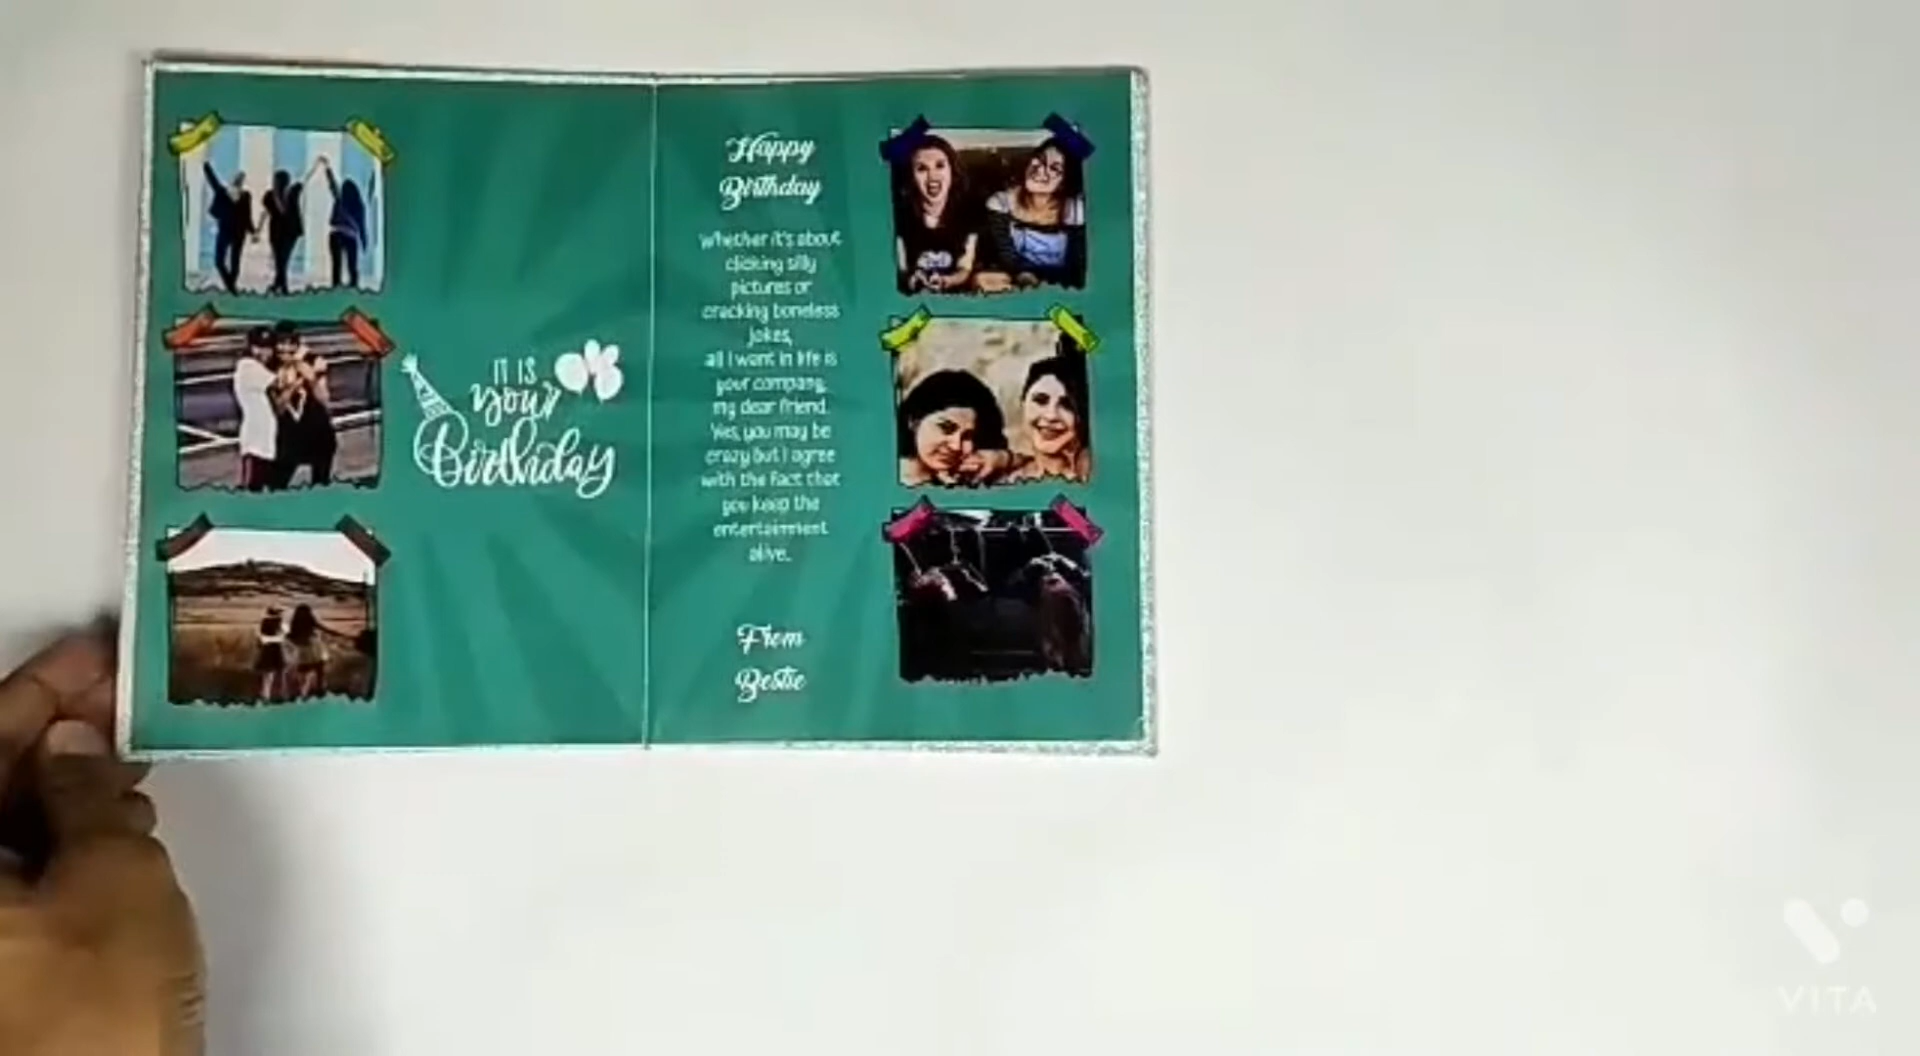 IT IS
your
Birthday
Happy
Birthday
Whether it's about
clicking silly
pictures or
cracking boneless
jokes,
all I want in life is
your company,
my dear friend.
Yes, you may be
crazy but I agree
with the fact that
you keep the
entertainment
alive.
From
Bestie
VITA